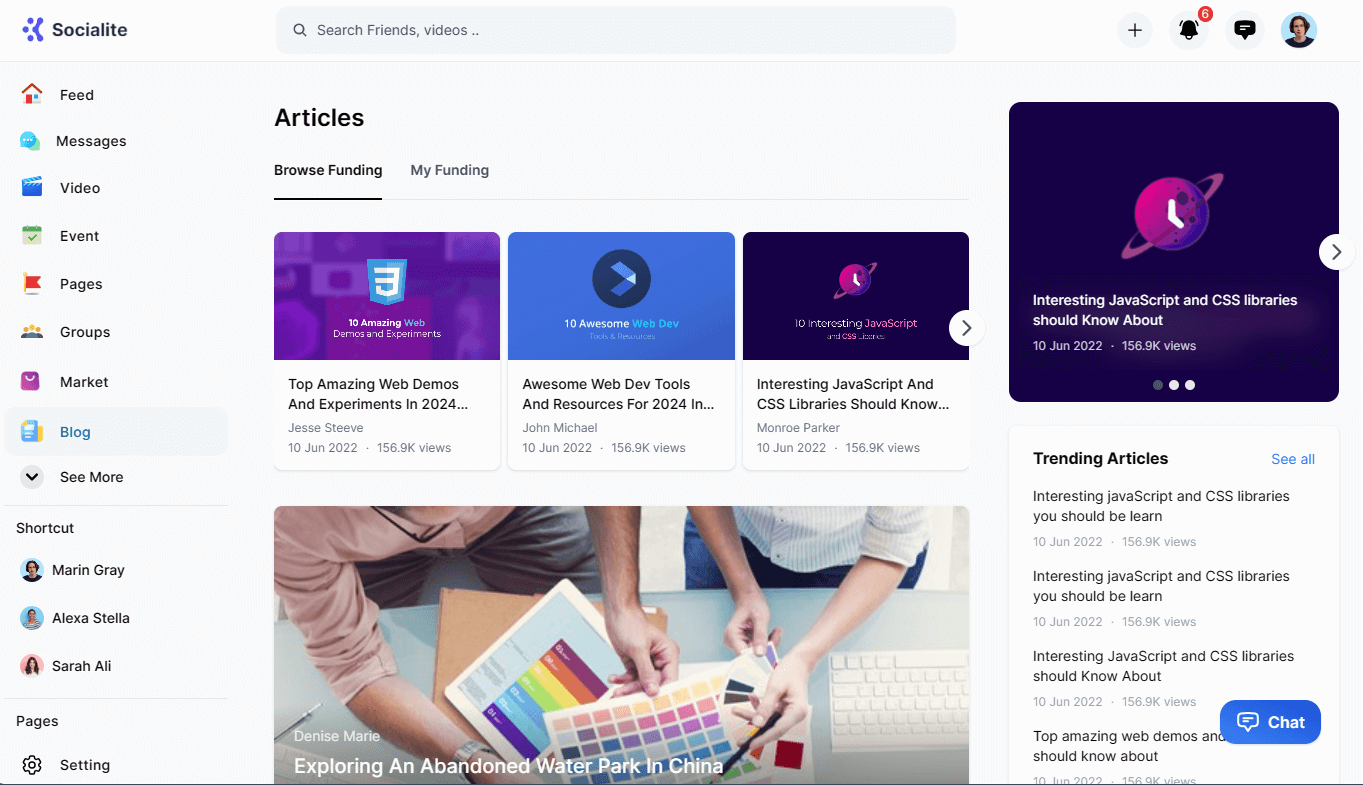 Socialite
Search Friends, videos ..
6
Feed
Messages
Video
Event
Pages
Groups
Market
Blog
See More
Shortcut
Marin Gray
Alexa Stella
Sarah Ali
Pages
Setting
Articles
Browse Funding
My Funding
3
10 Amazing Web
Demos and Experiments
Top Amazing Web Demos
And Experiments In 2024...
Jesse Steeve
10 Jun 2022 · 156.9K views
10 Awesome Web Dev
Tools & Resources
Awesome Web Dev Tools
And Resources For 2024 In...
John Michael
10 Jun 2022 · 156.9K views
10 Interesting JavaScript
and CSS Libraries
Interesting JavaScript And
CSS Libraries Should Know...
Monroe Parker
10 Jun 2022 · 156.9K views
Denise Marie
Exploring An Abandoned Water Park In China
Interesting JavaScript and CSS libraries
should Know About
10 Jun 2022 · 156.9K views
Trending Articles
See all
Interesting javaScript and CSS libraries
you should be learn
10 Jun 2022 · 156.9K views
Interesting javaScript and CSS libraries
you should be learn
10 Jun 2022 · 156.9K views
Interesting JavaScript and CSS libraries
should Know About
10 Jun 2022 · 156.9K views
Top amazing web demos and
should know about
10 Jun 2022 · 156.9K views
Chat